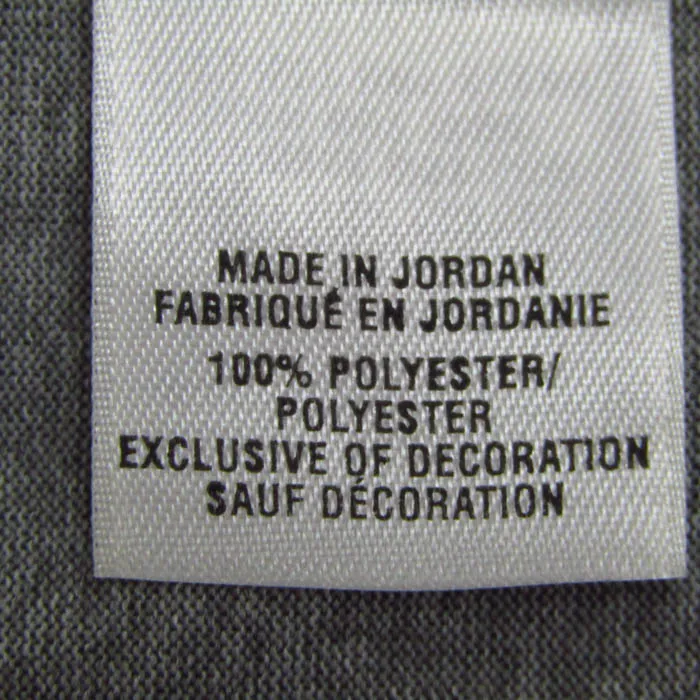 MADE IN JORDAN
FABRIQUÉ EN JORDANIE
100% POLYESTER/
POLYESTER
EXCLUSIVE OF DECORATION
SAUF DÉCORATION